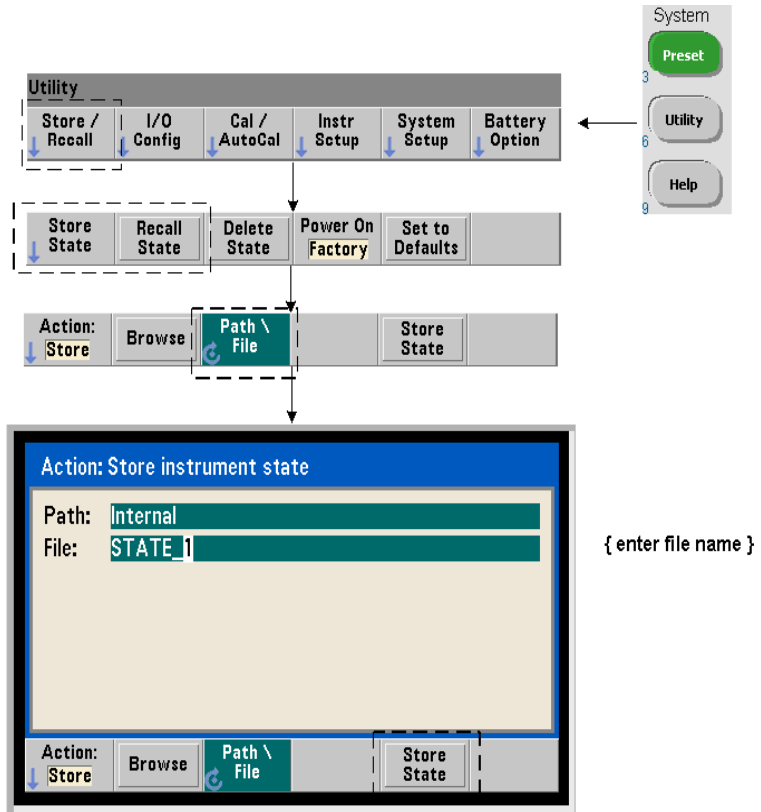 System
Preset
3
Utility
6
Help
9
Utility
Store / Recall
I/O Config
Cal / AutoCal
Instr Setup
System Setup
Battery Option
Store State
Recall State
Delete State
Power On Factory
Set to Defaults
Action: Store
Browse
Path \ File
Store State
Action: Store instrument state
Path: Internal
File: STATE_1
{ enter file name }
Action: Store
Browse
Path \ File
Store State